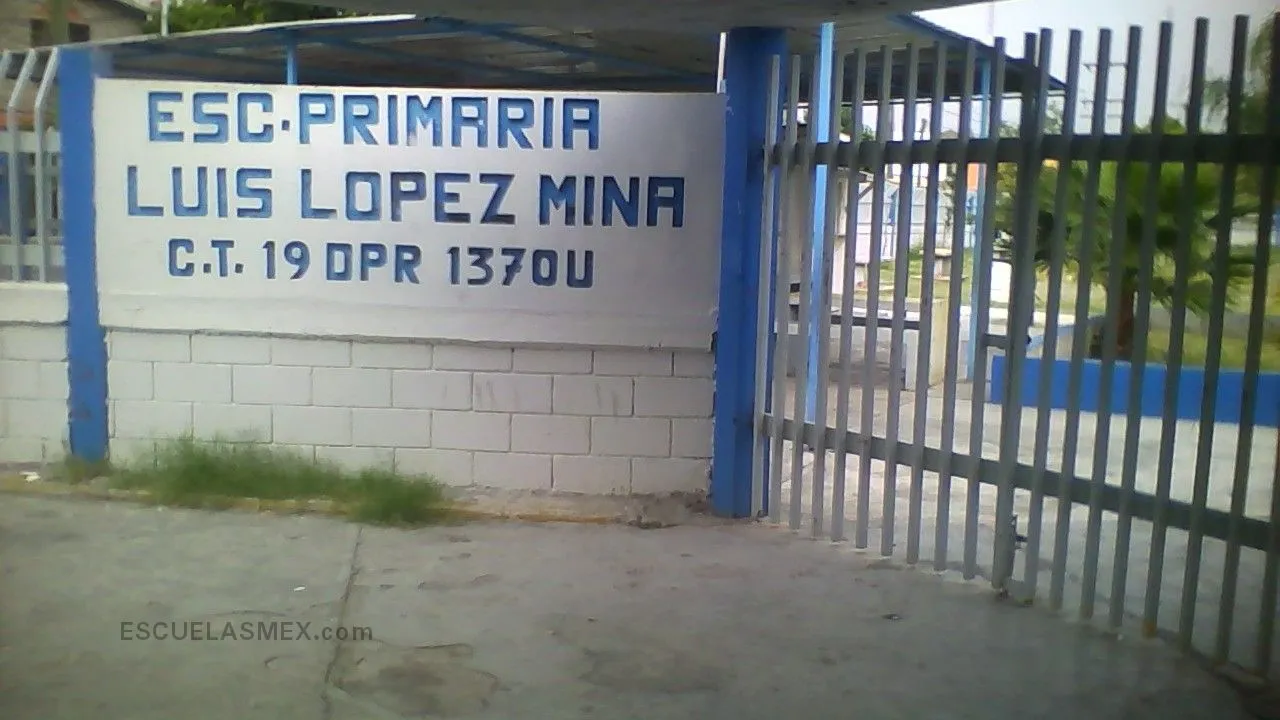 ESC.PRIMARIA
LUIS LOPEZ MINA
C.T. 19 DPR 1370U
ESCUELASMEX.com